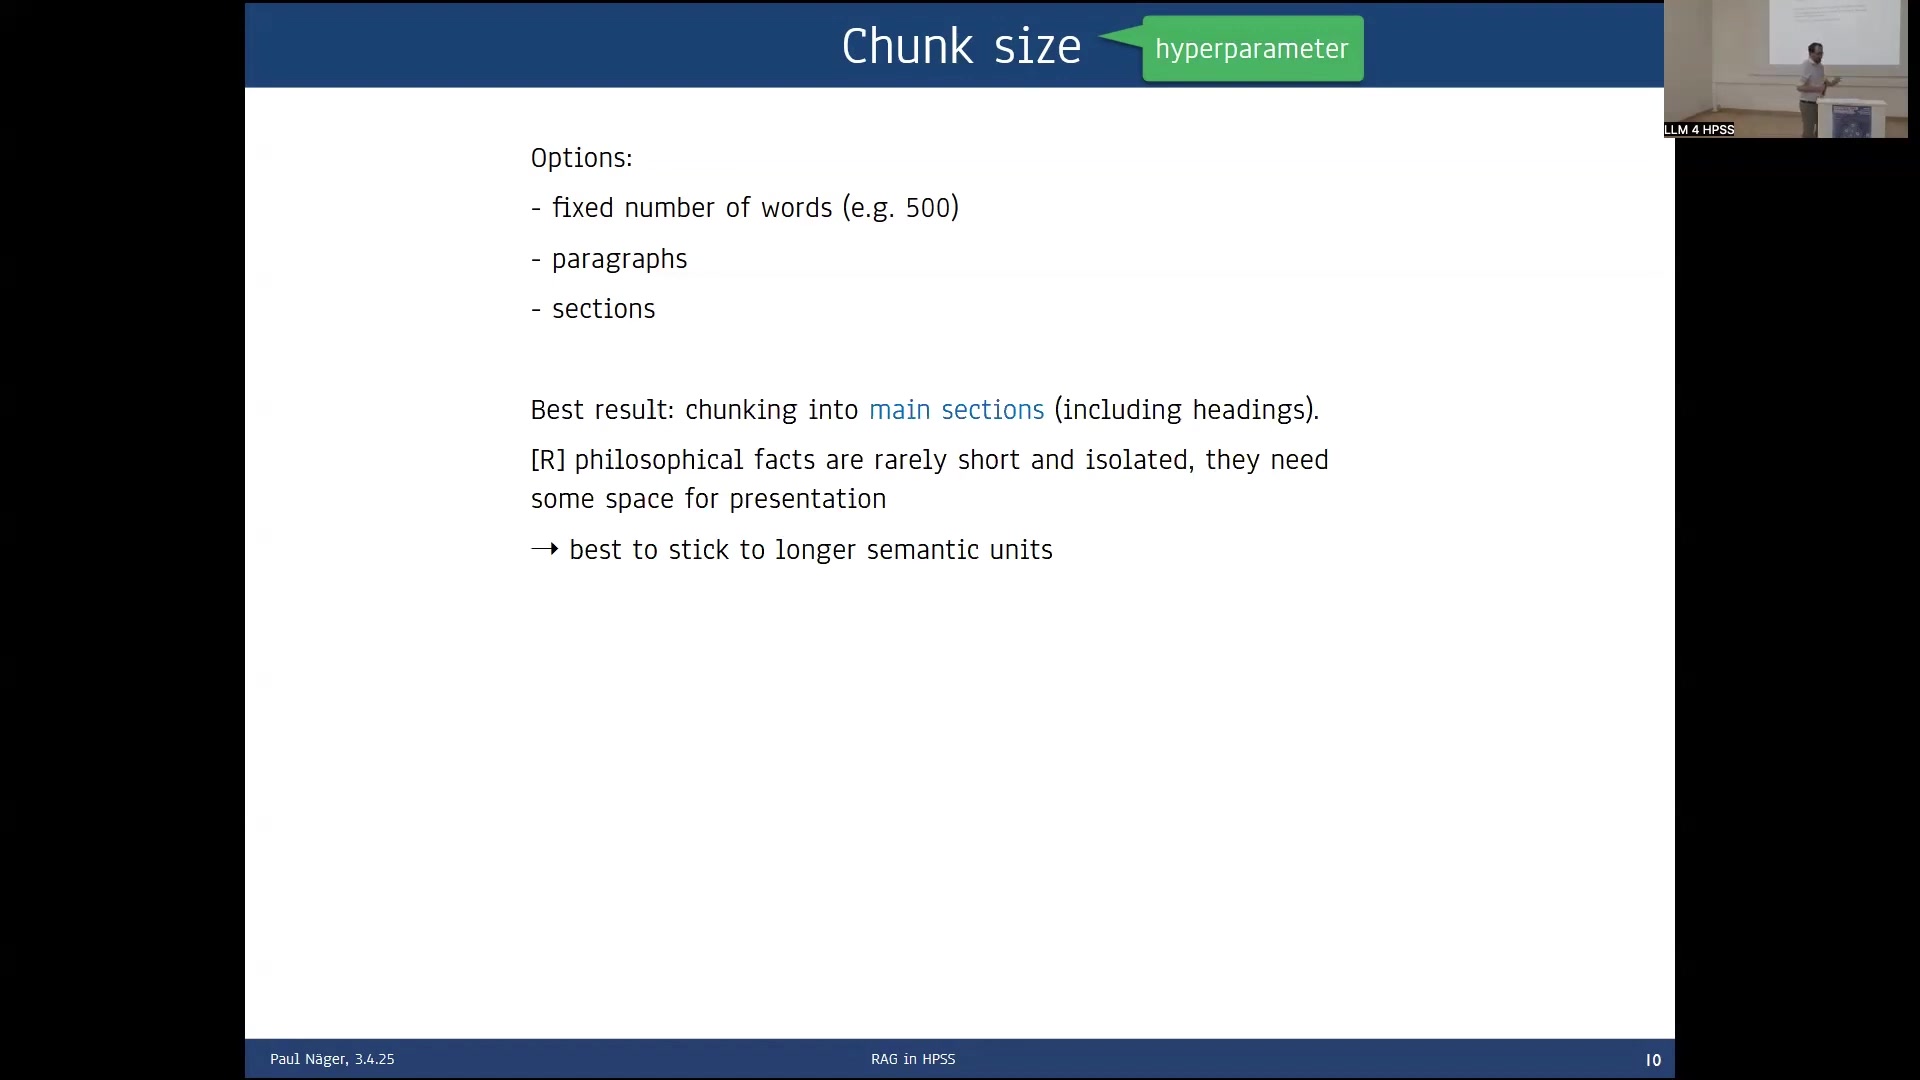 Chunk size
hyperparameter
LLM 4 HPSS
Options:
- fixed number of words (e.g. 500)
- paragraphs
- sections
Best result: chunking into main sections (including headings).
[R] philosophical facts are rarely short and isolated, they need
some space for presentation
→ best to stick to longer semantic units
Paul Näger, 3.4.25
RAG in HPSS
10